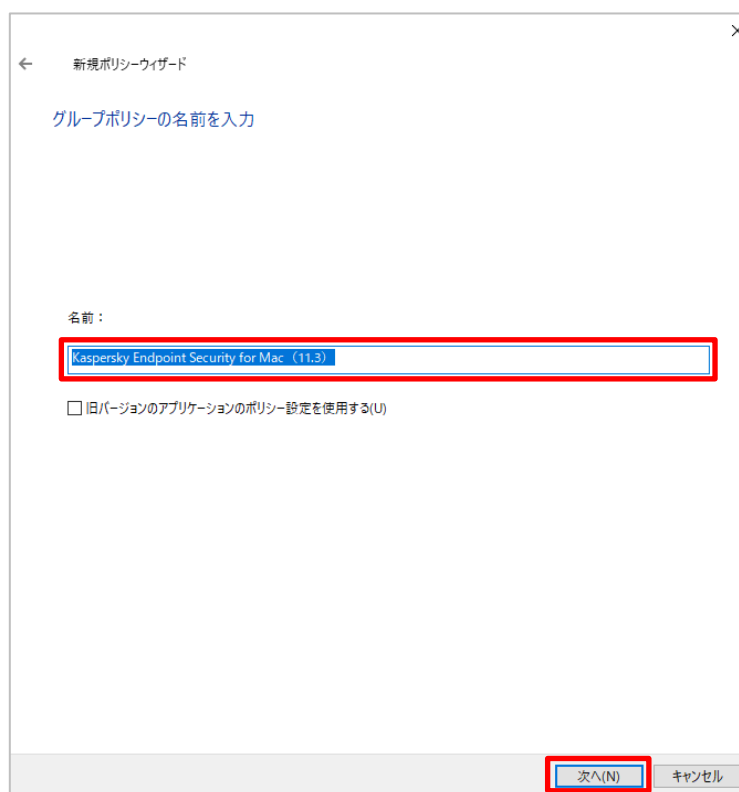 新規ポリシーウィザード
グループポリシーの名前を入力
名前：
Kaspersky Endpoint Security for Mac（11.3）
旧バージョンのアプリケーションのポリシー設定を使用する(U)
次へ(N)
キャンセル